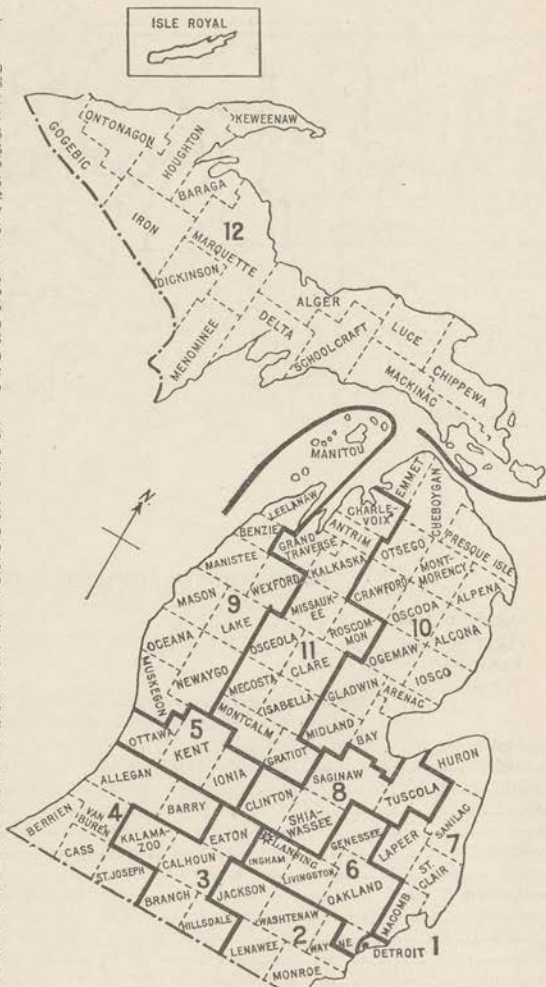 ISLE ROYAL
ONTONAGON
KEWEENAW
GOGEBIC
HOUGHTON
BARAGA
IRON
12
MARQUETTE
DICKINSON
ALGER
LUCE
MENOMINEE
DELTA
SCHOOLCRAFT
CHIPPEWA
MACKINAC
MANITOU
N.
EMMET
CHEBOYGAN
LEELANAW
CHARLE-
VOIX
PRESQUE ISLE
BENZIE
GRAND
TRAVERSE
ANTRIM
OTSEGO
MONT-
MORENCY
MANISTEE
WEXFORD
KALKASKA
CRAWFORD
ALPENA
MASON
9
MISSAUK-
EE
OSCODA
10
LAKE
ROSCOM-
MON
ALCONA
OCEANA
OSCEOLA
11
OGEMAW
MUSKEGON
NEWAYGO
CLARE
IOSCO
MECOSTA
GLADWIN
ARENAC
ISABELLA
MONTCALM
MIDLAND
BAY
OTTAWA
5
KENT
GRATIOT
HURON
SAGINAW
ALLEGAN
IONIA
CLINTON
8
TUSCOLA
SANILAC
BERRIEN
VAN
BUREN
4
BARRY
SHIA-
WASSEE
GENESSEE
LAPEER
7
KALAMA-
ZOO
EATON
LANSING
CASS
ST. JOSEPH
CALHOUN
INGHAM
LIVINGSTON
6
OAKLAND
ST.
CLAIR
3
BRANCH
JACKSON
MACOMB
HILLSDALE
WASHTENAW
LENAWEE
2
WAYNE
DETROIT 1
MONROE